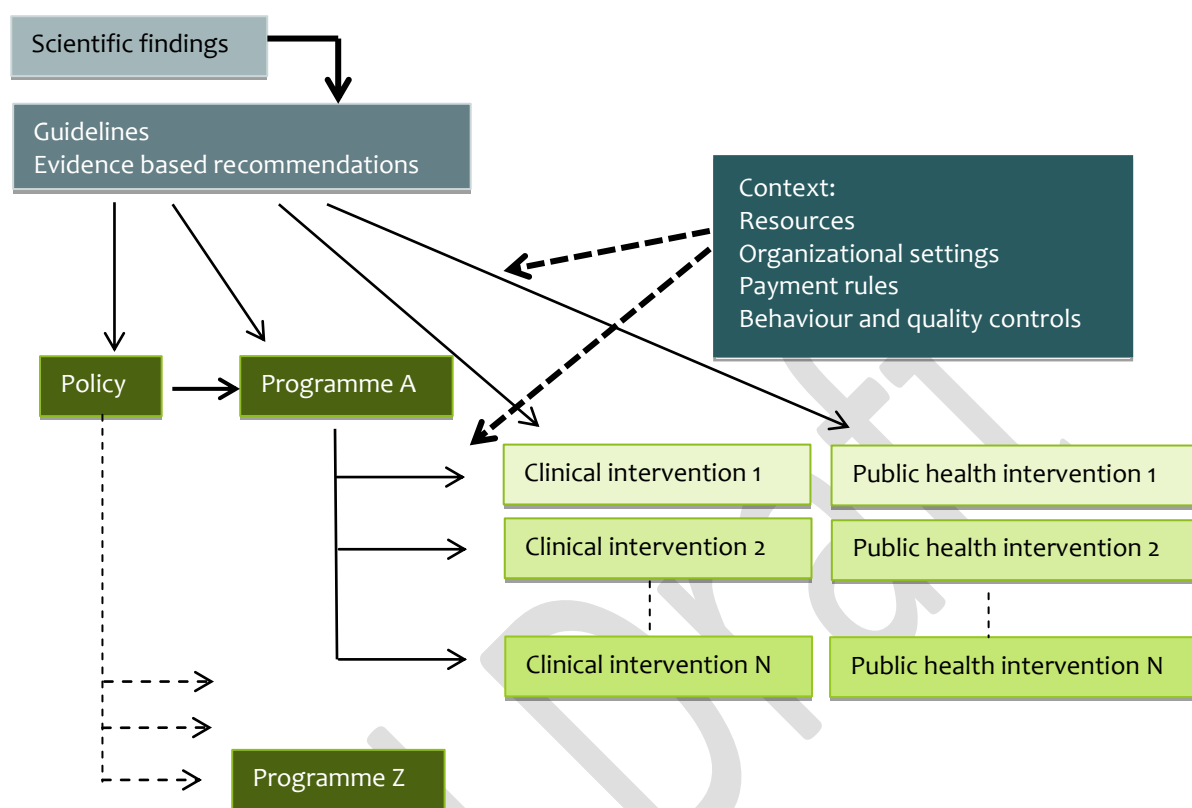 Scientific findings
Guidelines
Evidence based recommendations
Context:
Resources
Organizational settings
Payment rules
Behaviour and quality controls
Policy
Programme A
Clinical intervention 1
Public health intervention 1
Clinical intervention 2
Public health intervention 2
Clinical intervention N
Public health intervention N
Programme Z
Draft